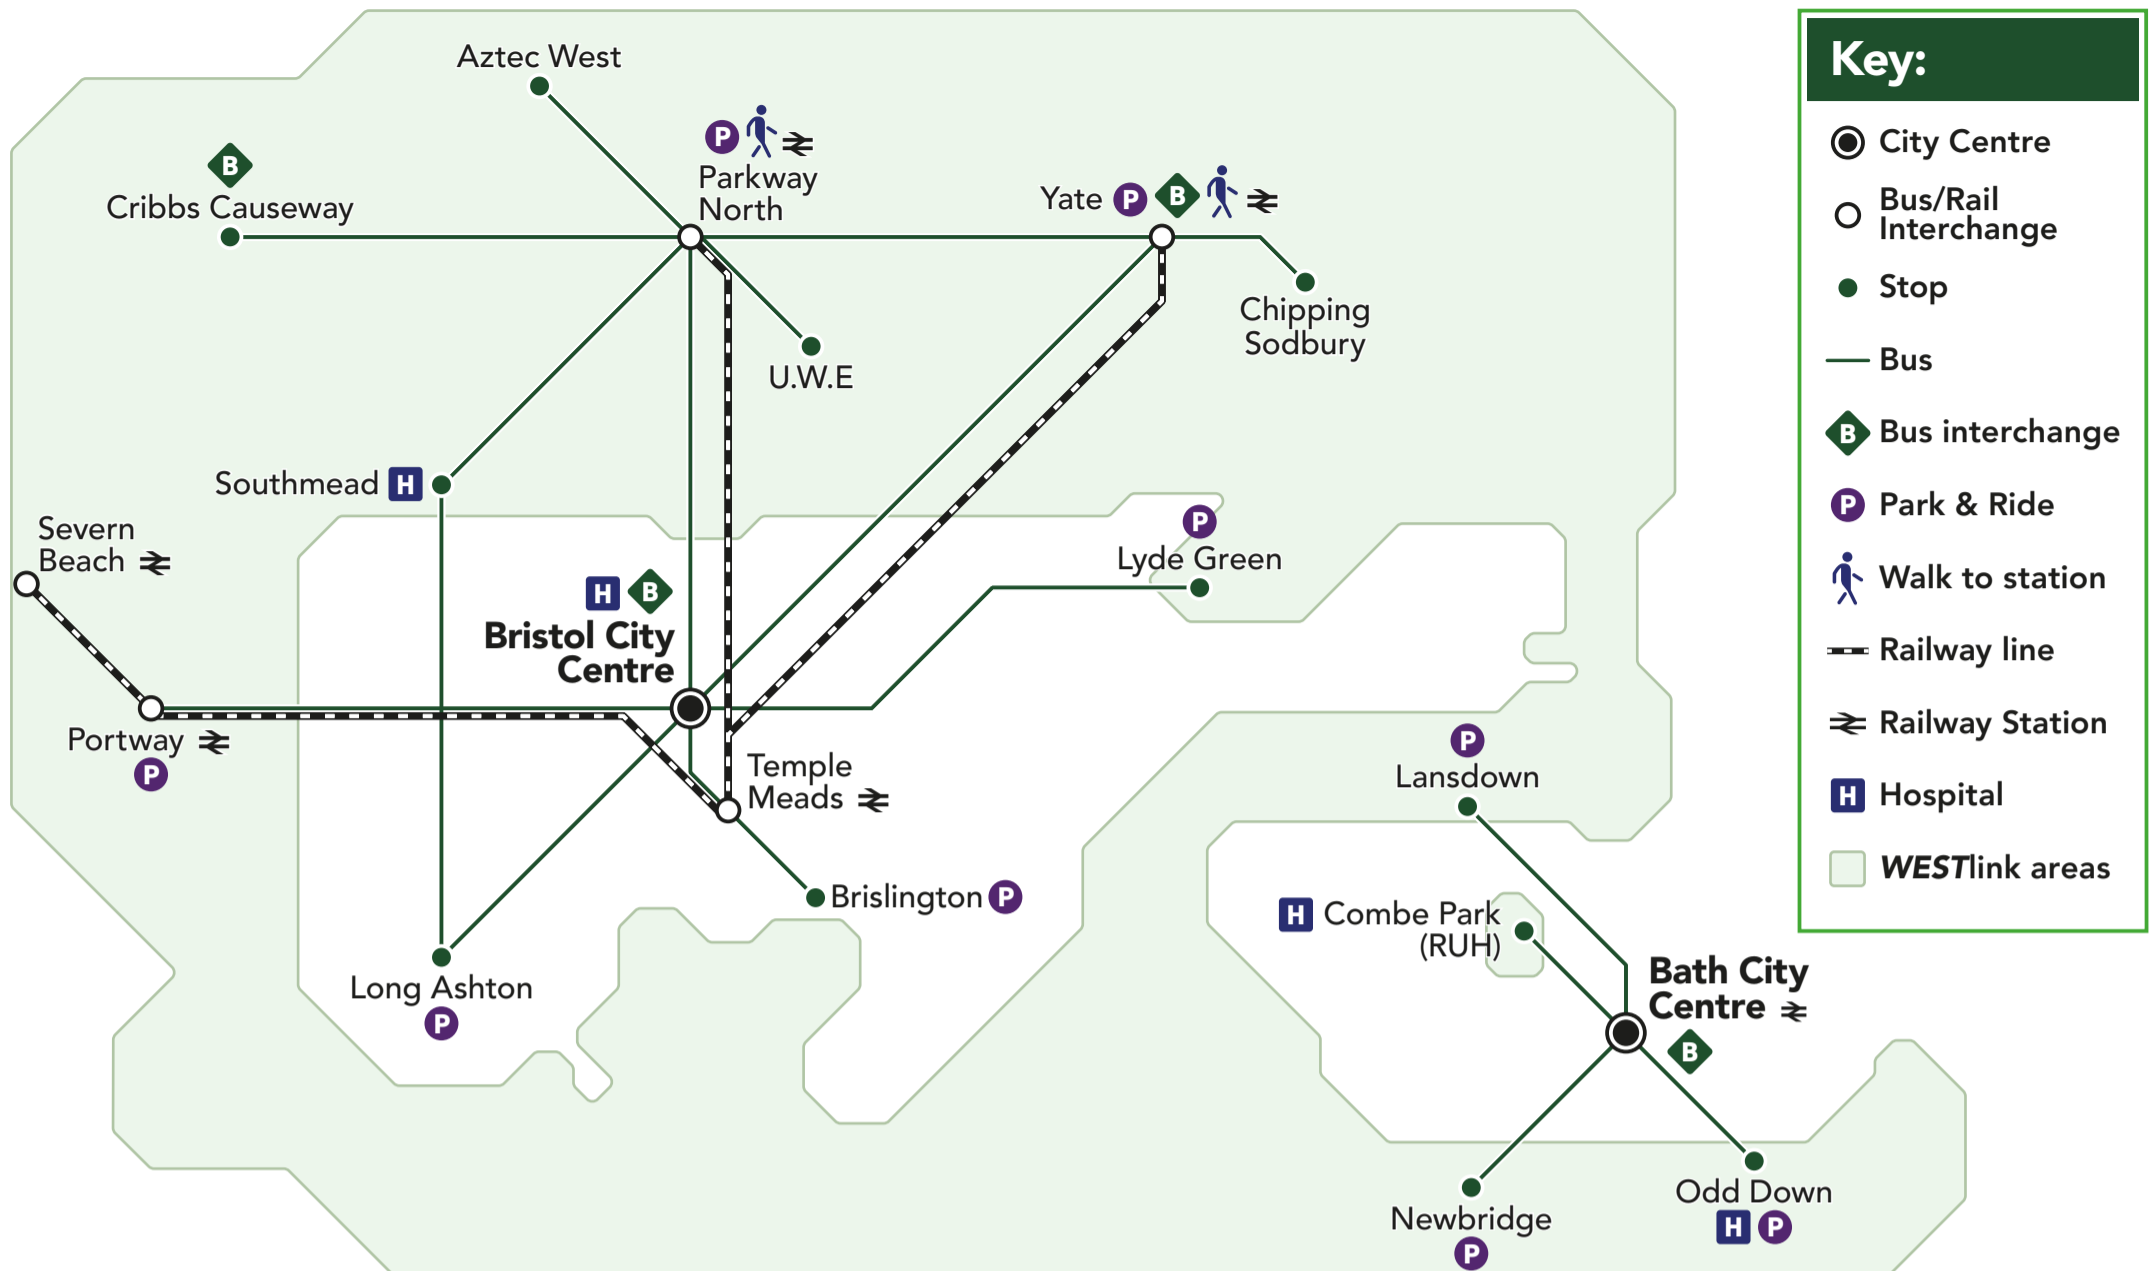 Aztec West
P
Parkway
North
B
Cribbs Causeway
Yate P B
Chipping
Sodbury
U.W.E
Southmead H
Severn
Beach
P
Lyde Green
H B
Bristol City
Centre
Portway
P
Temple
Meads
Brislington P
Long Ashton
P
P
Lansdown
H Combe Park
(RUH)
Bath City
Centre
B
Newbridge
P
Odd Down
H P
Key:
City Centre
Bus/Rail
Interchange
Stop
Bus
B Bus interchange
P Park & Ride
Walk to station
Railway line
Railway Station
H Hospital
WESTlink areas